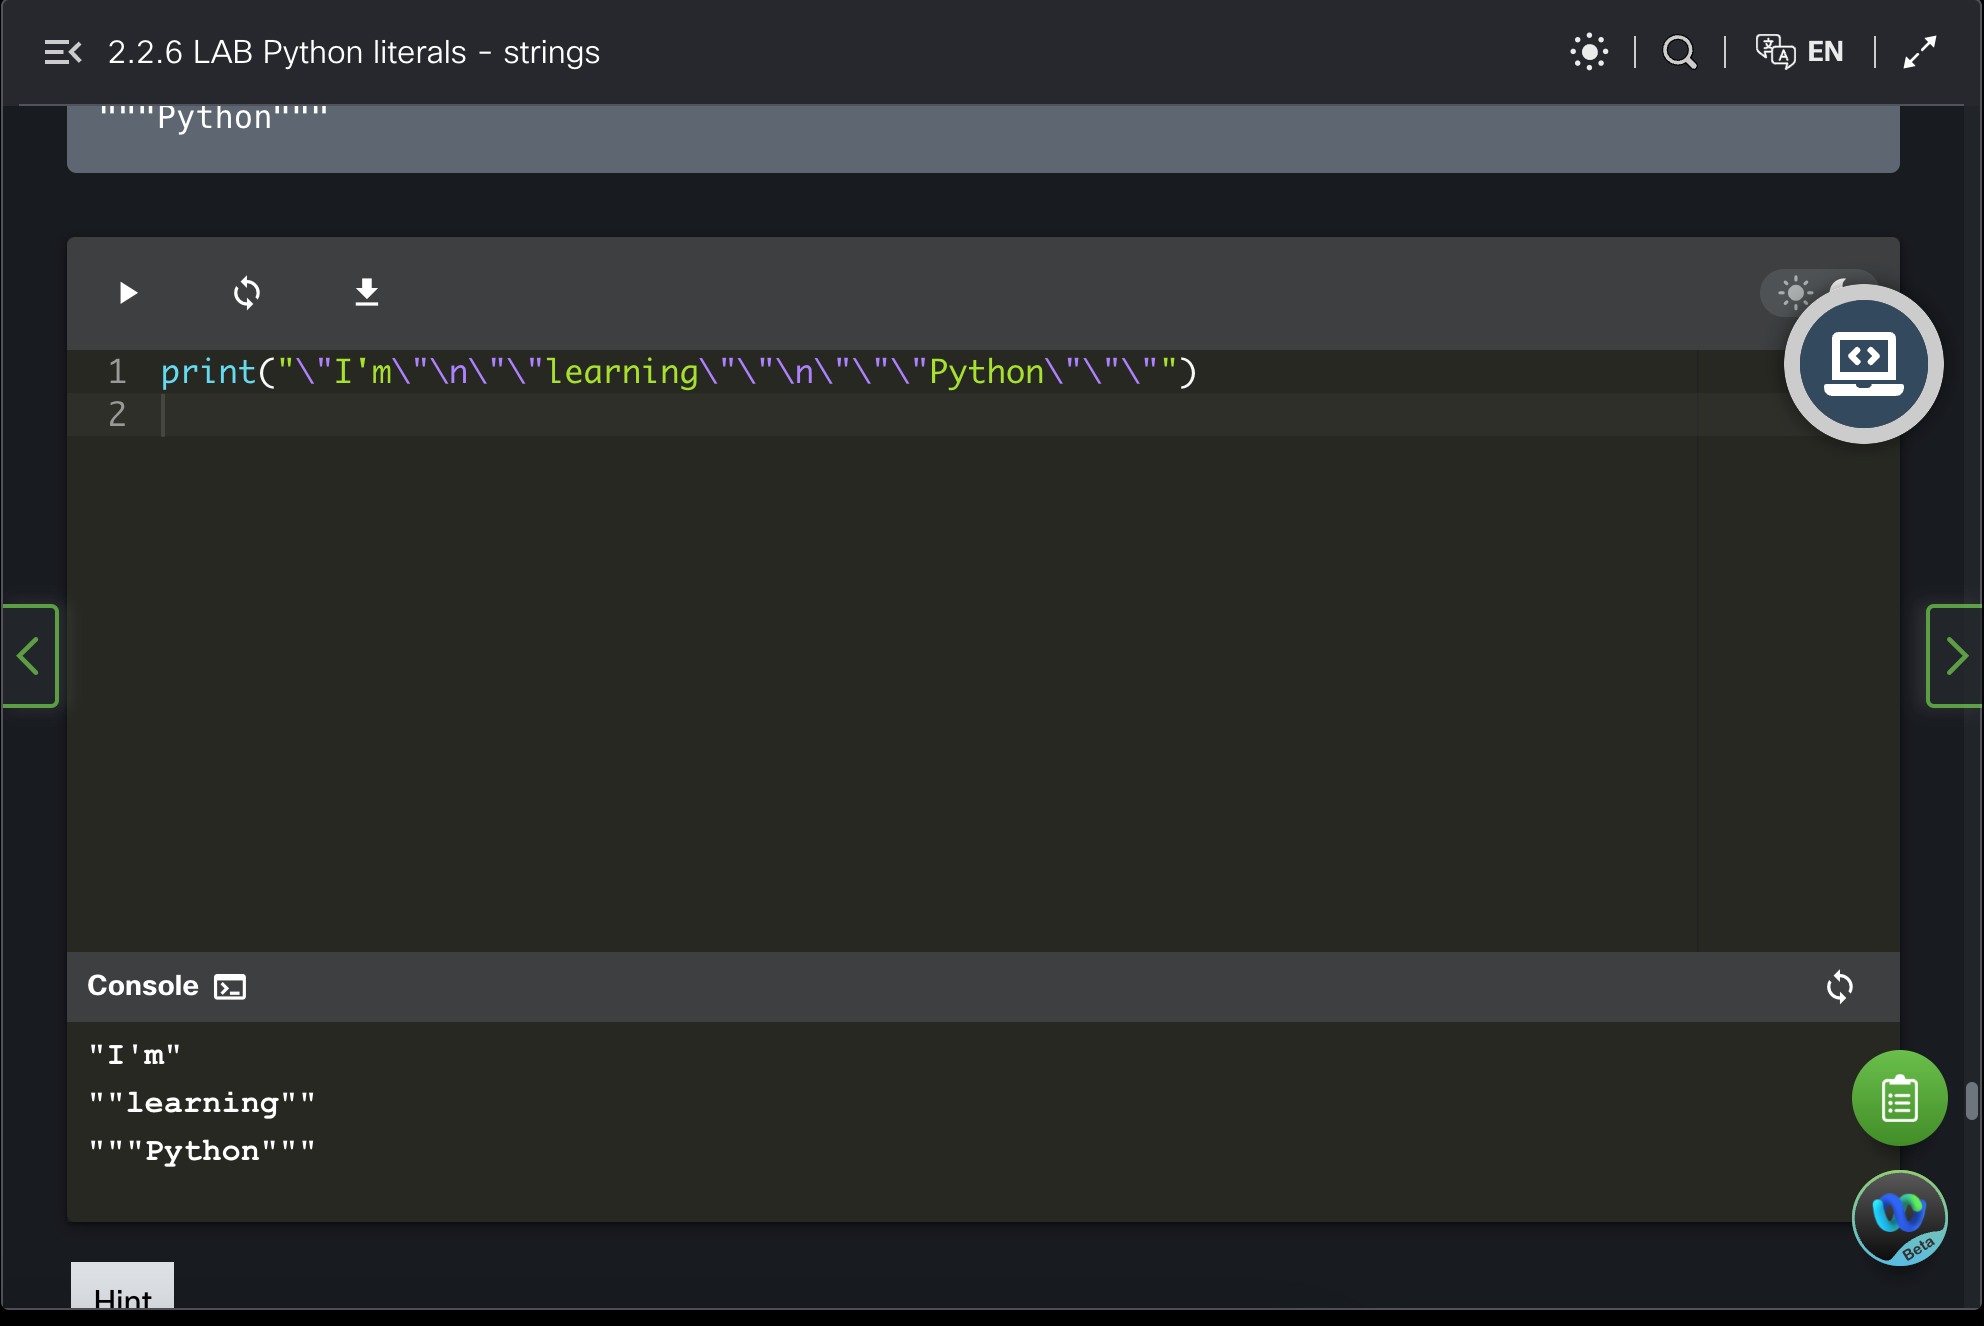 2.2.6 LAB Python literals - strings
EN
"""Python"""
1 print("\"I'm\"\n\"\"learning\"\"\n\"\"\"Python\"\"\"")
2
Console
"I'm"
""learning""
"""Python"""
Beta
Hint